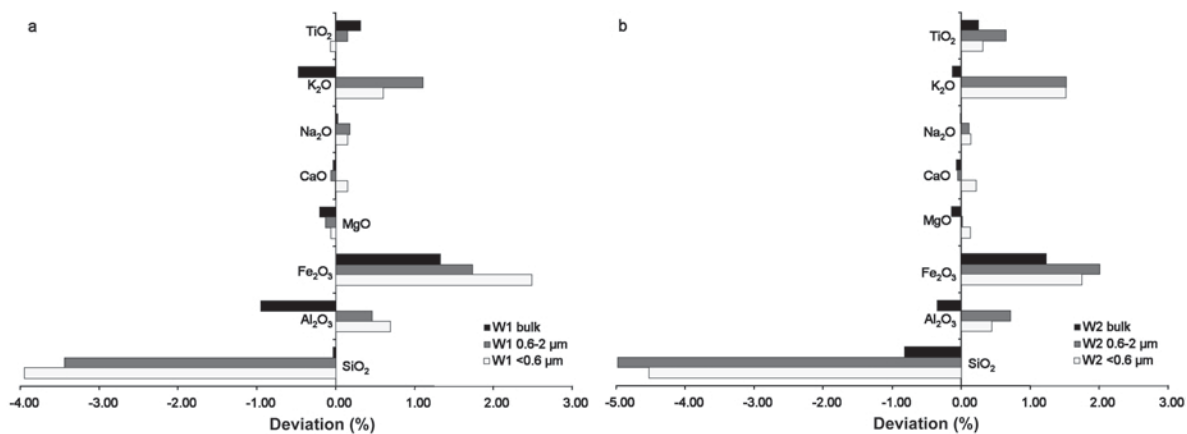 a
TiO₂
K₂O
Na₂O
CaO
MgO
Fe₂O₃
Al₂O₃
SiO₂
W1 bulk
W1 0.6-2 µm
W1 <0.6 µm
-4.00 -3.00 -2.00 -1.00 0.00 1.00 2.00 3.00
Deviation (%)
b
TiO₂
K₂O
Na₂O
CaO
MgO
Fe₂O₃
Al₂O₃
SiO₂
W2 bulk
W2 0.6-2 µm
W2 <0.6 µm
-5.00 -4.00 -3.00 -2.00 -1.00 0.00 1.00 2.00 3.00
Deviation (%)